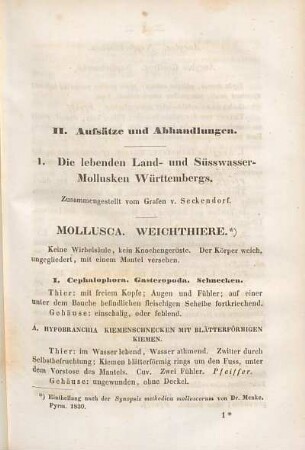 II. Aufsätze und Abhandlungen.
1. Die lebenden Land- und Süsswasser-
Mollusken Württembergs.
Zusammengestellt vom Grafen v. Seckendorf.
MOLLUSCA. WEICHTHIERE.*)
Keine Wirbelsäule, kein Knochengerüste. Der Körper weich,
ungegliedert, mit einem Mantel versehen.
I. Cephalophora. Gasteropoda. Schnecken.
Thier: mit freiem Kopfe; Augen und Fühler; auf einer
unter dem Bauche befindlichen fleischigen Scheibe fortkriechend.
Gehäuse: einschalig, oder fehlend.
A. HYPOBRANCHIA KIEMENSCHNECKEN MIT BLÄTTERFÖRMIGEN
KIEMEN.
Thier: im Wasser lebend, Wasser athmend. Zwitter durch
Selbstbefruchtung; Kiemen blätterförmig rings um den Fuss, unter
dem Vorstosse des Mantels. Cuv. Zwei Fühler. Pfeiffer.
Gehäuse: ungewunden, ohne Deckel.
*) Eintheilung nach der Synopsis methodica molluscorum von Dr. Menke.
Pyrm. 1830.
1*